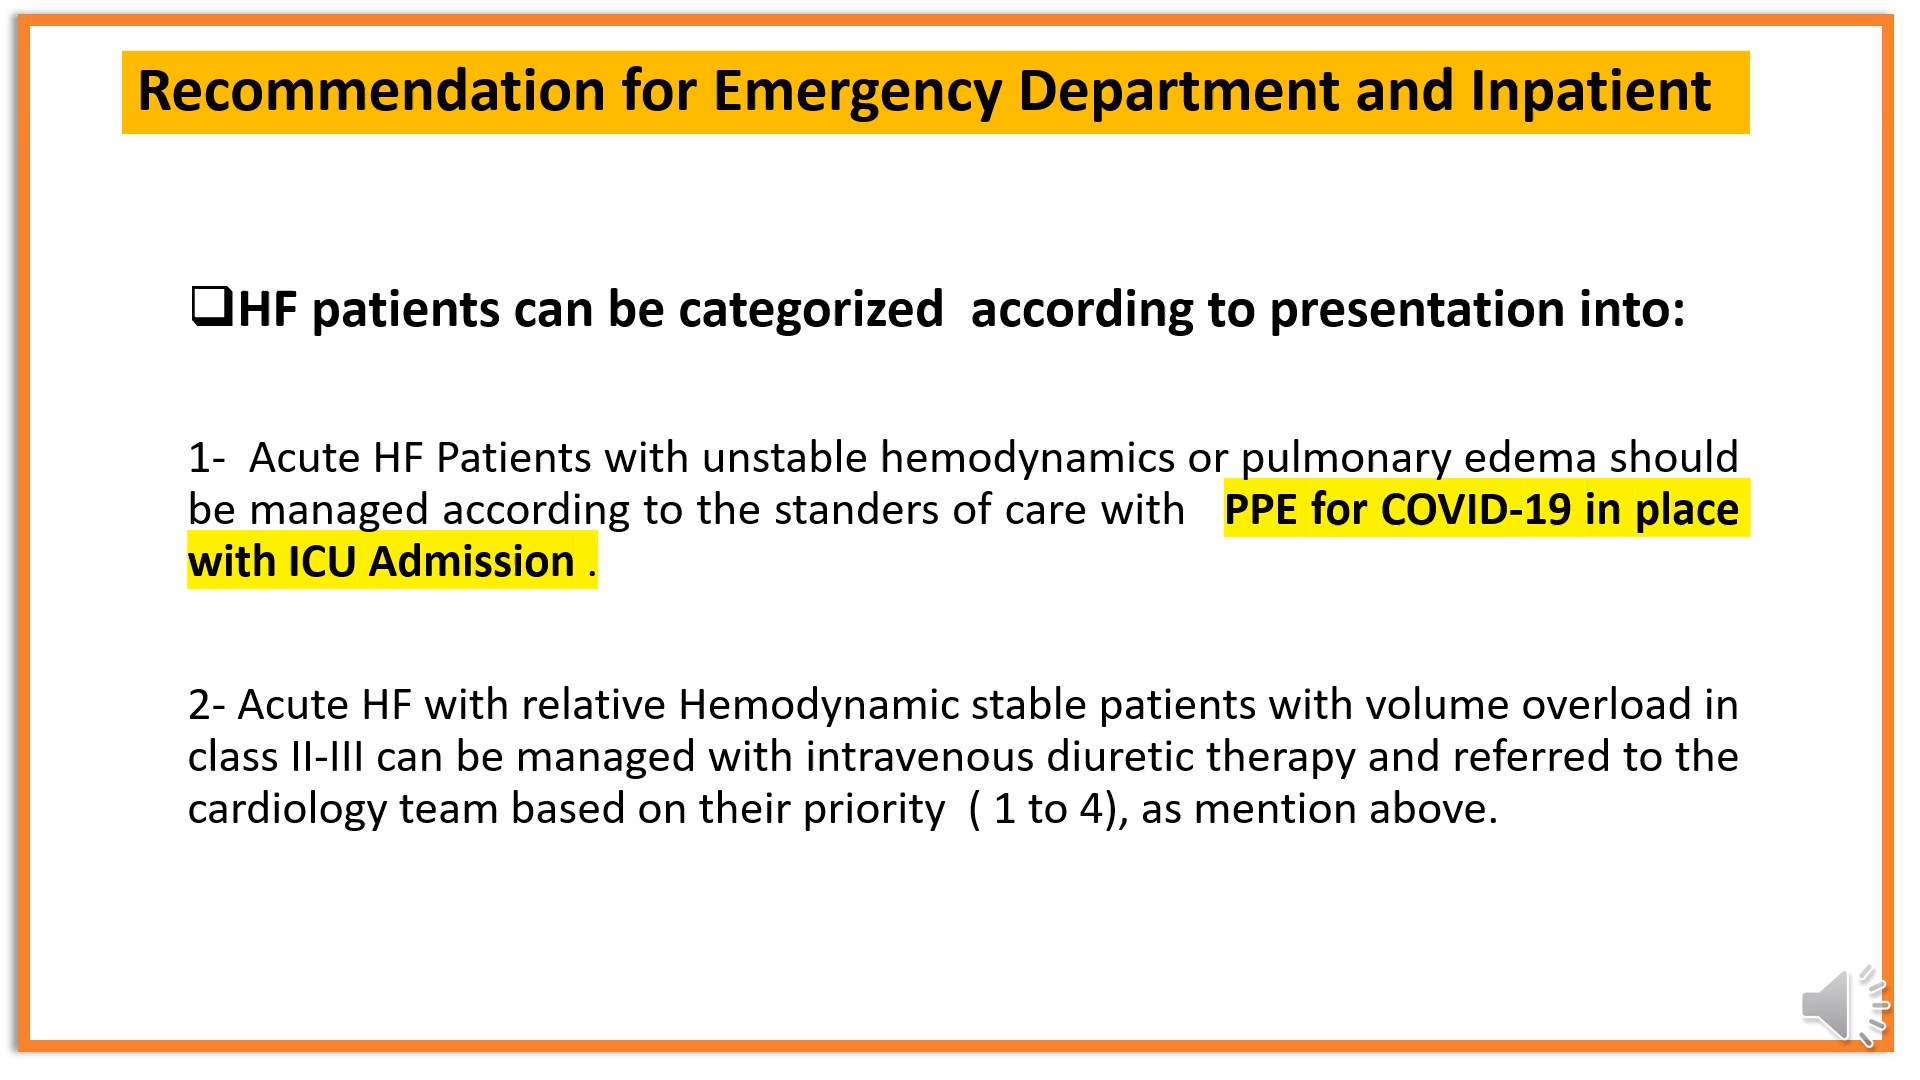 Recommendation for Emergency Department and Inpatient
❑HF patients can be categorized  according to presentation into:
1-  Acute HF Patients with unstable hemodynamics or pulmonary edema should
be managed according to the standers of care with   PPE for COVID-19 in place
with ICU Admission .
2- Acute HF with relative Hemodynamic stable patients with volume overload in
class II-III can be managed with intravenous diuretic therapy and referred to the
cardiology team based on their priority  ( 1 to 4), as mention above.